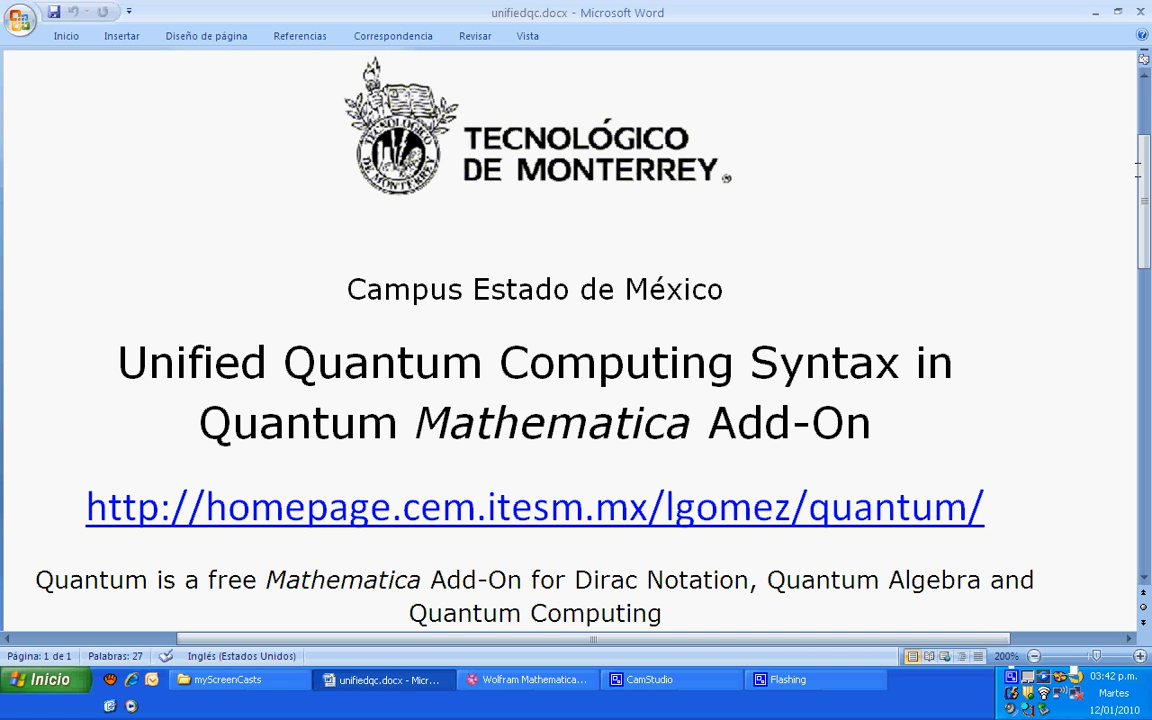 unifiedqc.docx - Microsoft Word
Inicio Insertar Diseño de página Referencias Correspondencia Revisar Vista
TECNOLÓGICO
DE MONTERREY
Campus Estado de México
Unified Quantum Computing Syntax in
Quantum Mathematica Add-On
http://homepage.cem.itesm.mx/lgomez/quantum/
Quantum is a free Mathematica Add-On for Dirac Notation, Quantum Algebra and
Quantum Computing
Página: 1 de 1 Palabras: 27 Inglés (Estados Unidos) 200%
Inicio myScreenCasts unifiedqc.docx - Micr... Wolfram Mathematica... CamStudio Flashing
03:42 p.m.
Martes
12/01/2010